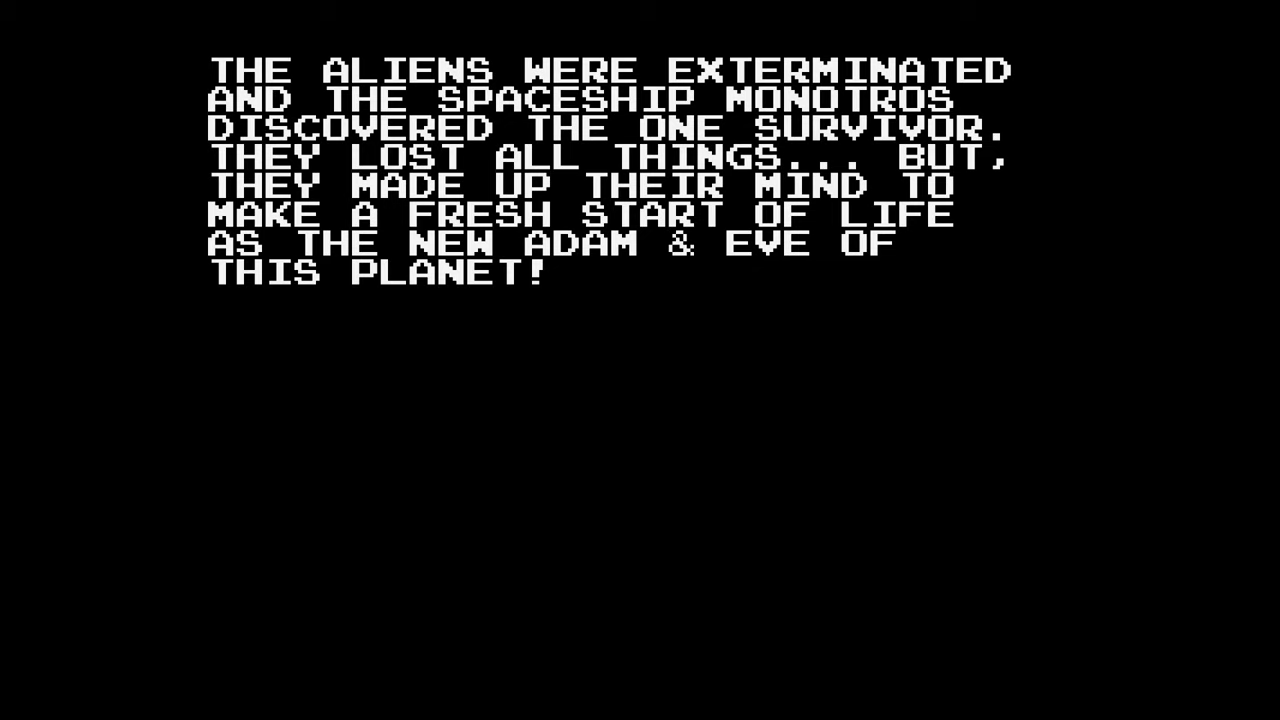 THE ALIENS WERE EXTERMINATED
AND THE SPACESHIP MONOTROS
DISCOVERED THE ONE SURVIVOR.
THEY LOST ALL THINGS... BUT,
THEY MADE UP THEIR MIND TO
MAKE A FRESH START OF LIFE
AS THE NEW ADAM & EVE OF
THIS PLANET!